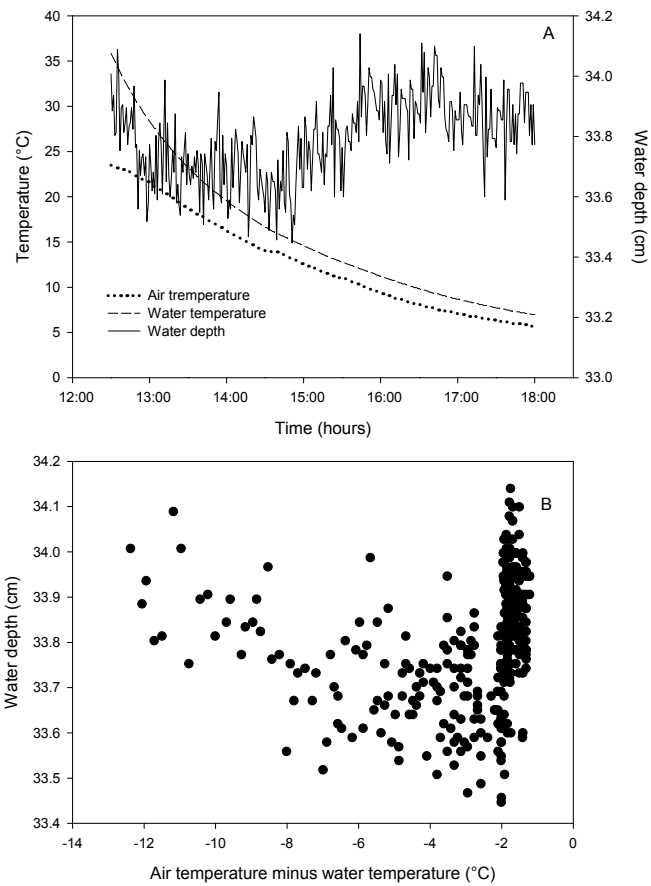 A
40
35
30
25
20
15
10
5
0
Temperature (°C)
34.2
34.0
33.8
33.6
33.4
33.2
33.0
Water depth (cm)
Air tremperature
Water temperature
Water depth
12:00 13:00 14:00 15:00 16:00 17:00 18:00
Time (hours)
B
34.2
34.1
34.0
33.9
33.8
33.7
33.6
33.5
33.4
Water depth (cm)
-14 -12 -10 -8 -6 -4 -2 0
Air temperature minus water temperature (°C)